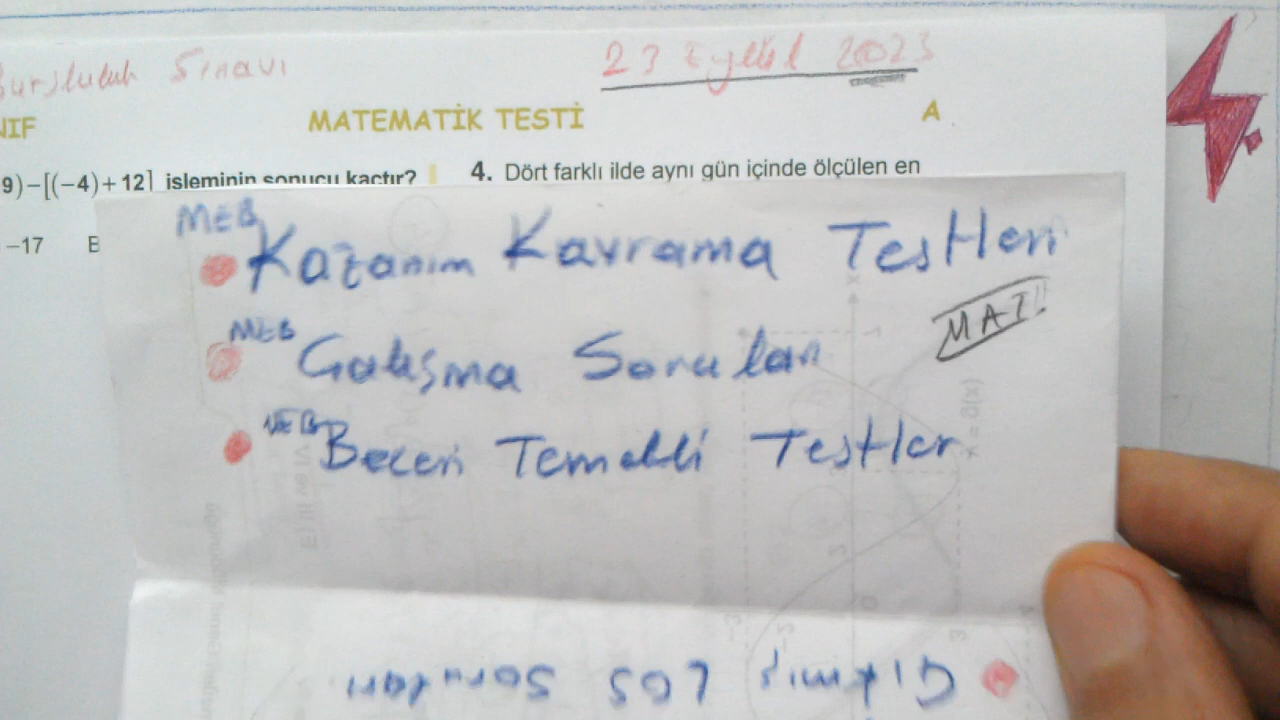 Bursluluk Sınavı
23 Eylül 2023
NIF
MATEMATİK TESTİ
A
9)−[(−4)+12] işleminin sonucu kaçtır?
−17 B
4. Dört farklı ilde aynı gün içinde ölçülen en
MEB
Kazanım Kavrama Testleri
MAT!
MEB
Çalışma Soruları
MEB
Beceri Temelli Testler
Çıkmış LGS Soruları